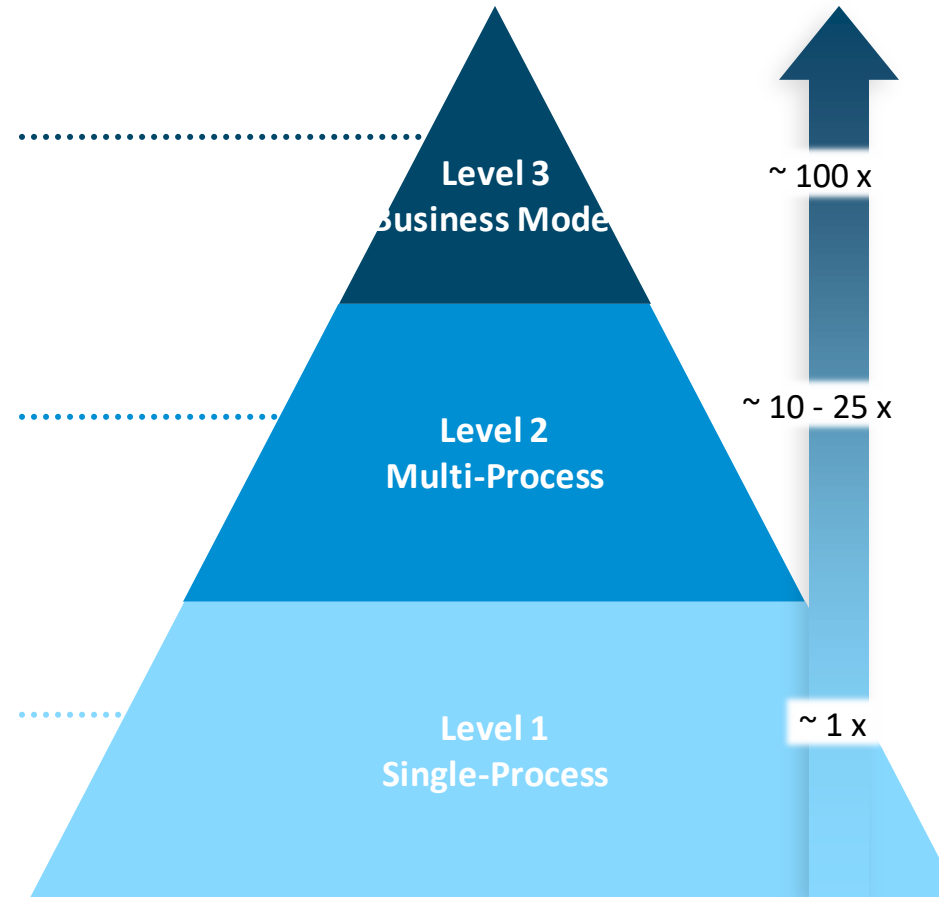 Level 3
Business Mode
~ 100 x
Level 2
Multi-Process
~ 10 - 25 x
Level 1
Single-Process
~ 1 x